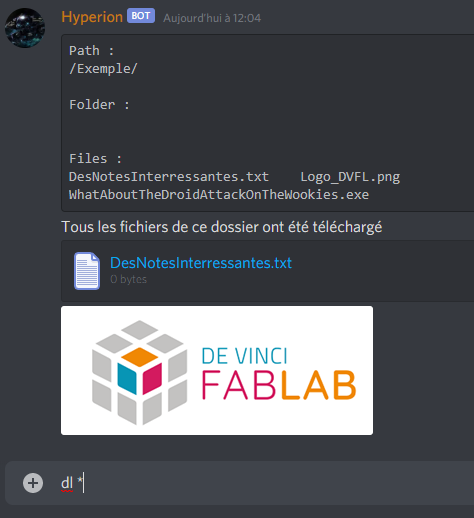 Hyperion BOT Aujourd'hui à 12:04
Path :
/Exemple/
Folder :
Files :
DesNotesInterressantes.txt Logo_DVFL.png
WhatAboutTheDroidAttackOnTheWookies.exe
Tous les fichiers de ce dossier ont été téléchargé
DesNotesInterressantes.txt
0 bytes
DE VINCI
FABLAB
dl *